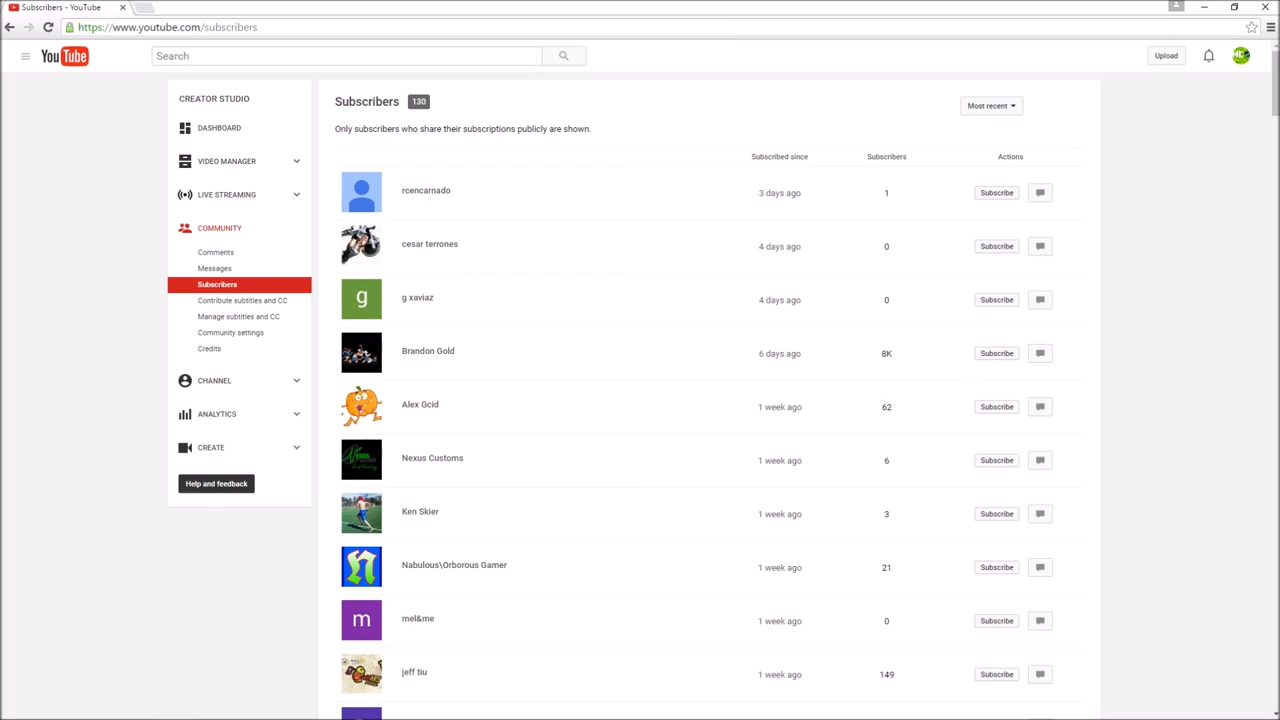 Subscribers - YouTube
https://www.youtube.com/subscribers
YouTube
Search
Upload
CREATOR STUDIO
DASHBOARD
VIDEO MANAGER
LIVE STREAMING
COMMUNITY
Comments
Messages
Subscribers
Contribute subtitles and CC
Manage subtitles and CC
Community settings
Credits
CHANNEL
ANALYTICS
CREATE
Help and feedback
Subscribers 130
Most recent
Only subscribers who share their subscriptions publicly are shown.
Subscribed since Subscribers Actions
rcencarnado 3 days ago 1 Subscribe
cesar terrones 4 days ago 0 Subscribe
g
g xaviaz 4 days ago 0 Subscribe
Brandon Gold 6 days ago 8K Subscribe
Alex Gcid 1 week ago 62 Subscribe
Nexus Customs 1 week ago 6 Subscribe
Ken Skier 1 week ago 3 Subscribe
n
Nabulous\Orborous Gamer 1 week ago 21 Subscribe
m
mel&me 1 week ago 0 Subscribe
jeff tiu 1 week ago 149 Subscribe